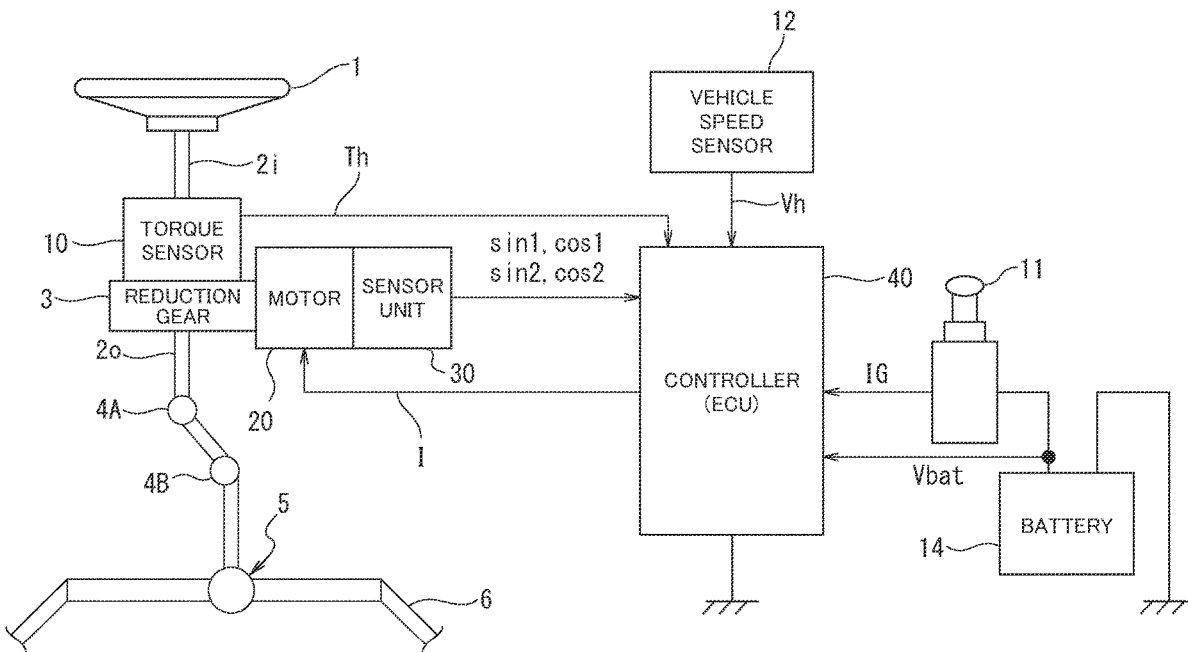 12
1
VEHICLE
SPEED
SENSOR
2i
Th
Vh
TORQUE
SENSOR
10
sin1, cos1
sin2, cos2
40
11
3
REDUCTION
GEAR
MOTOR
SENSOR
UNIT
2o
20
30
CONTROLLER
(ECU)
IG
4A
I
4B
Vbat
5
BATTERY
14
6